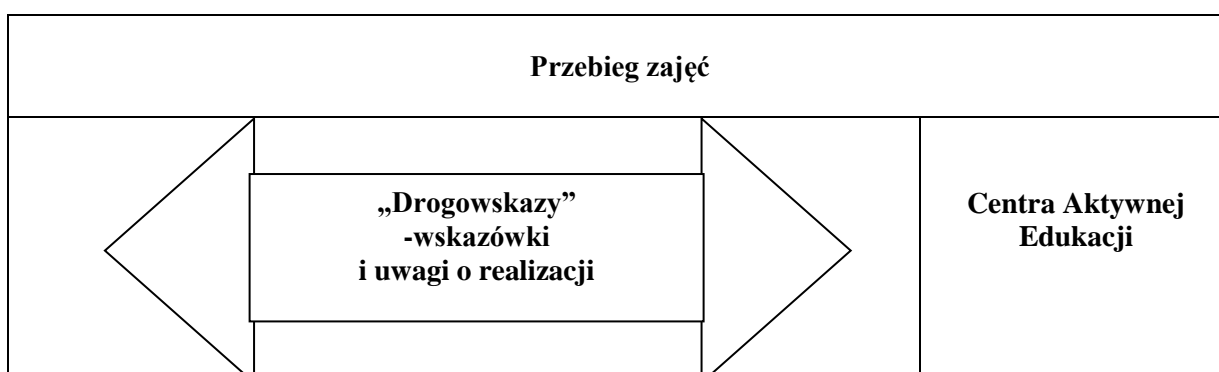 Przebieg zajęć
„Drogowskazy”
-wskazówki
i uwagi o realizacji
Centra Aktywnej
Edukacji